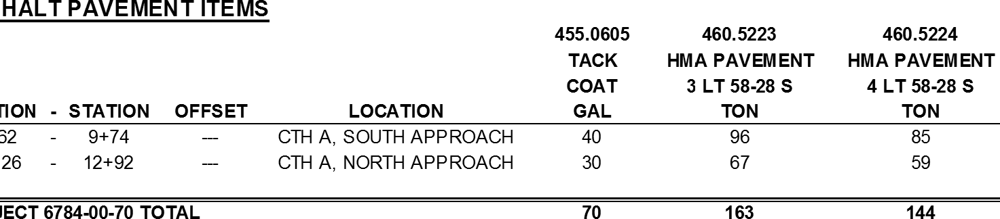 HALT PAVEMENT ITEMS
455.0605 460.5223 460.5224
TACK HMA PAVEMENT HMA PAVEMENT
COAT 3 LT 58-28 S 4 LT 58-28 S
TION - STATION OFFSET LOCATION GAL TON TON
62 - 9+74 --- CTH A, SOUTH APPROACH 40 96 85
26 - 12+92 --- CTH A, NORTH APPROACH 30 67 59
JECT 6784-00-70 TOTAL 70 163 144